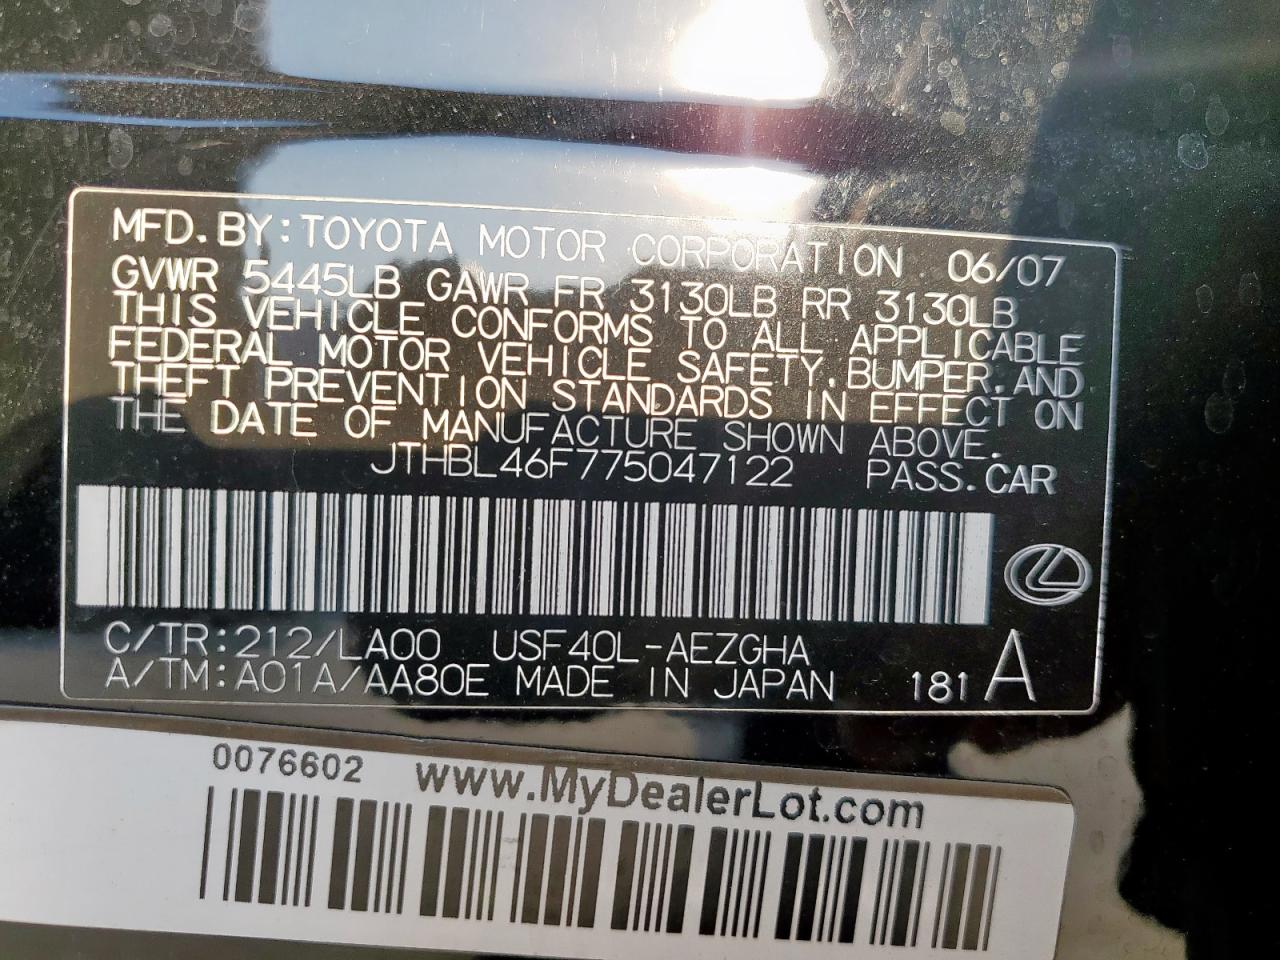 MFD. BY: TOYOTA MOTOR CORPORATION 06/07
GVWR 5445LB GAWR FR 3130LB RR 3130LB
THIS VEHICLE CONFORMS TO ALL APPLICABLE
FEDERAL MOTOR VEHICLE SAFETY, BUMPER, AND
THEFT PREVENTION STANDARDS IN EFFECT ON
THE DATE OF MANUFACTURE SHOWN ABOVE.
JTHBL46F775047122 PASS. CAR
C/TR: 212/LA00 USF40L-AEZGHA
A/TM: A01A/AA80E MADE IN JAPAN 181 A
0076602 www.MyDealerLot.com